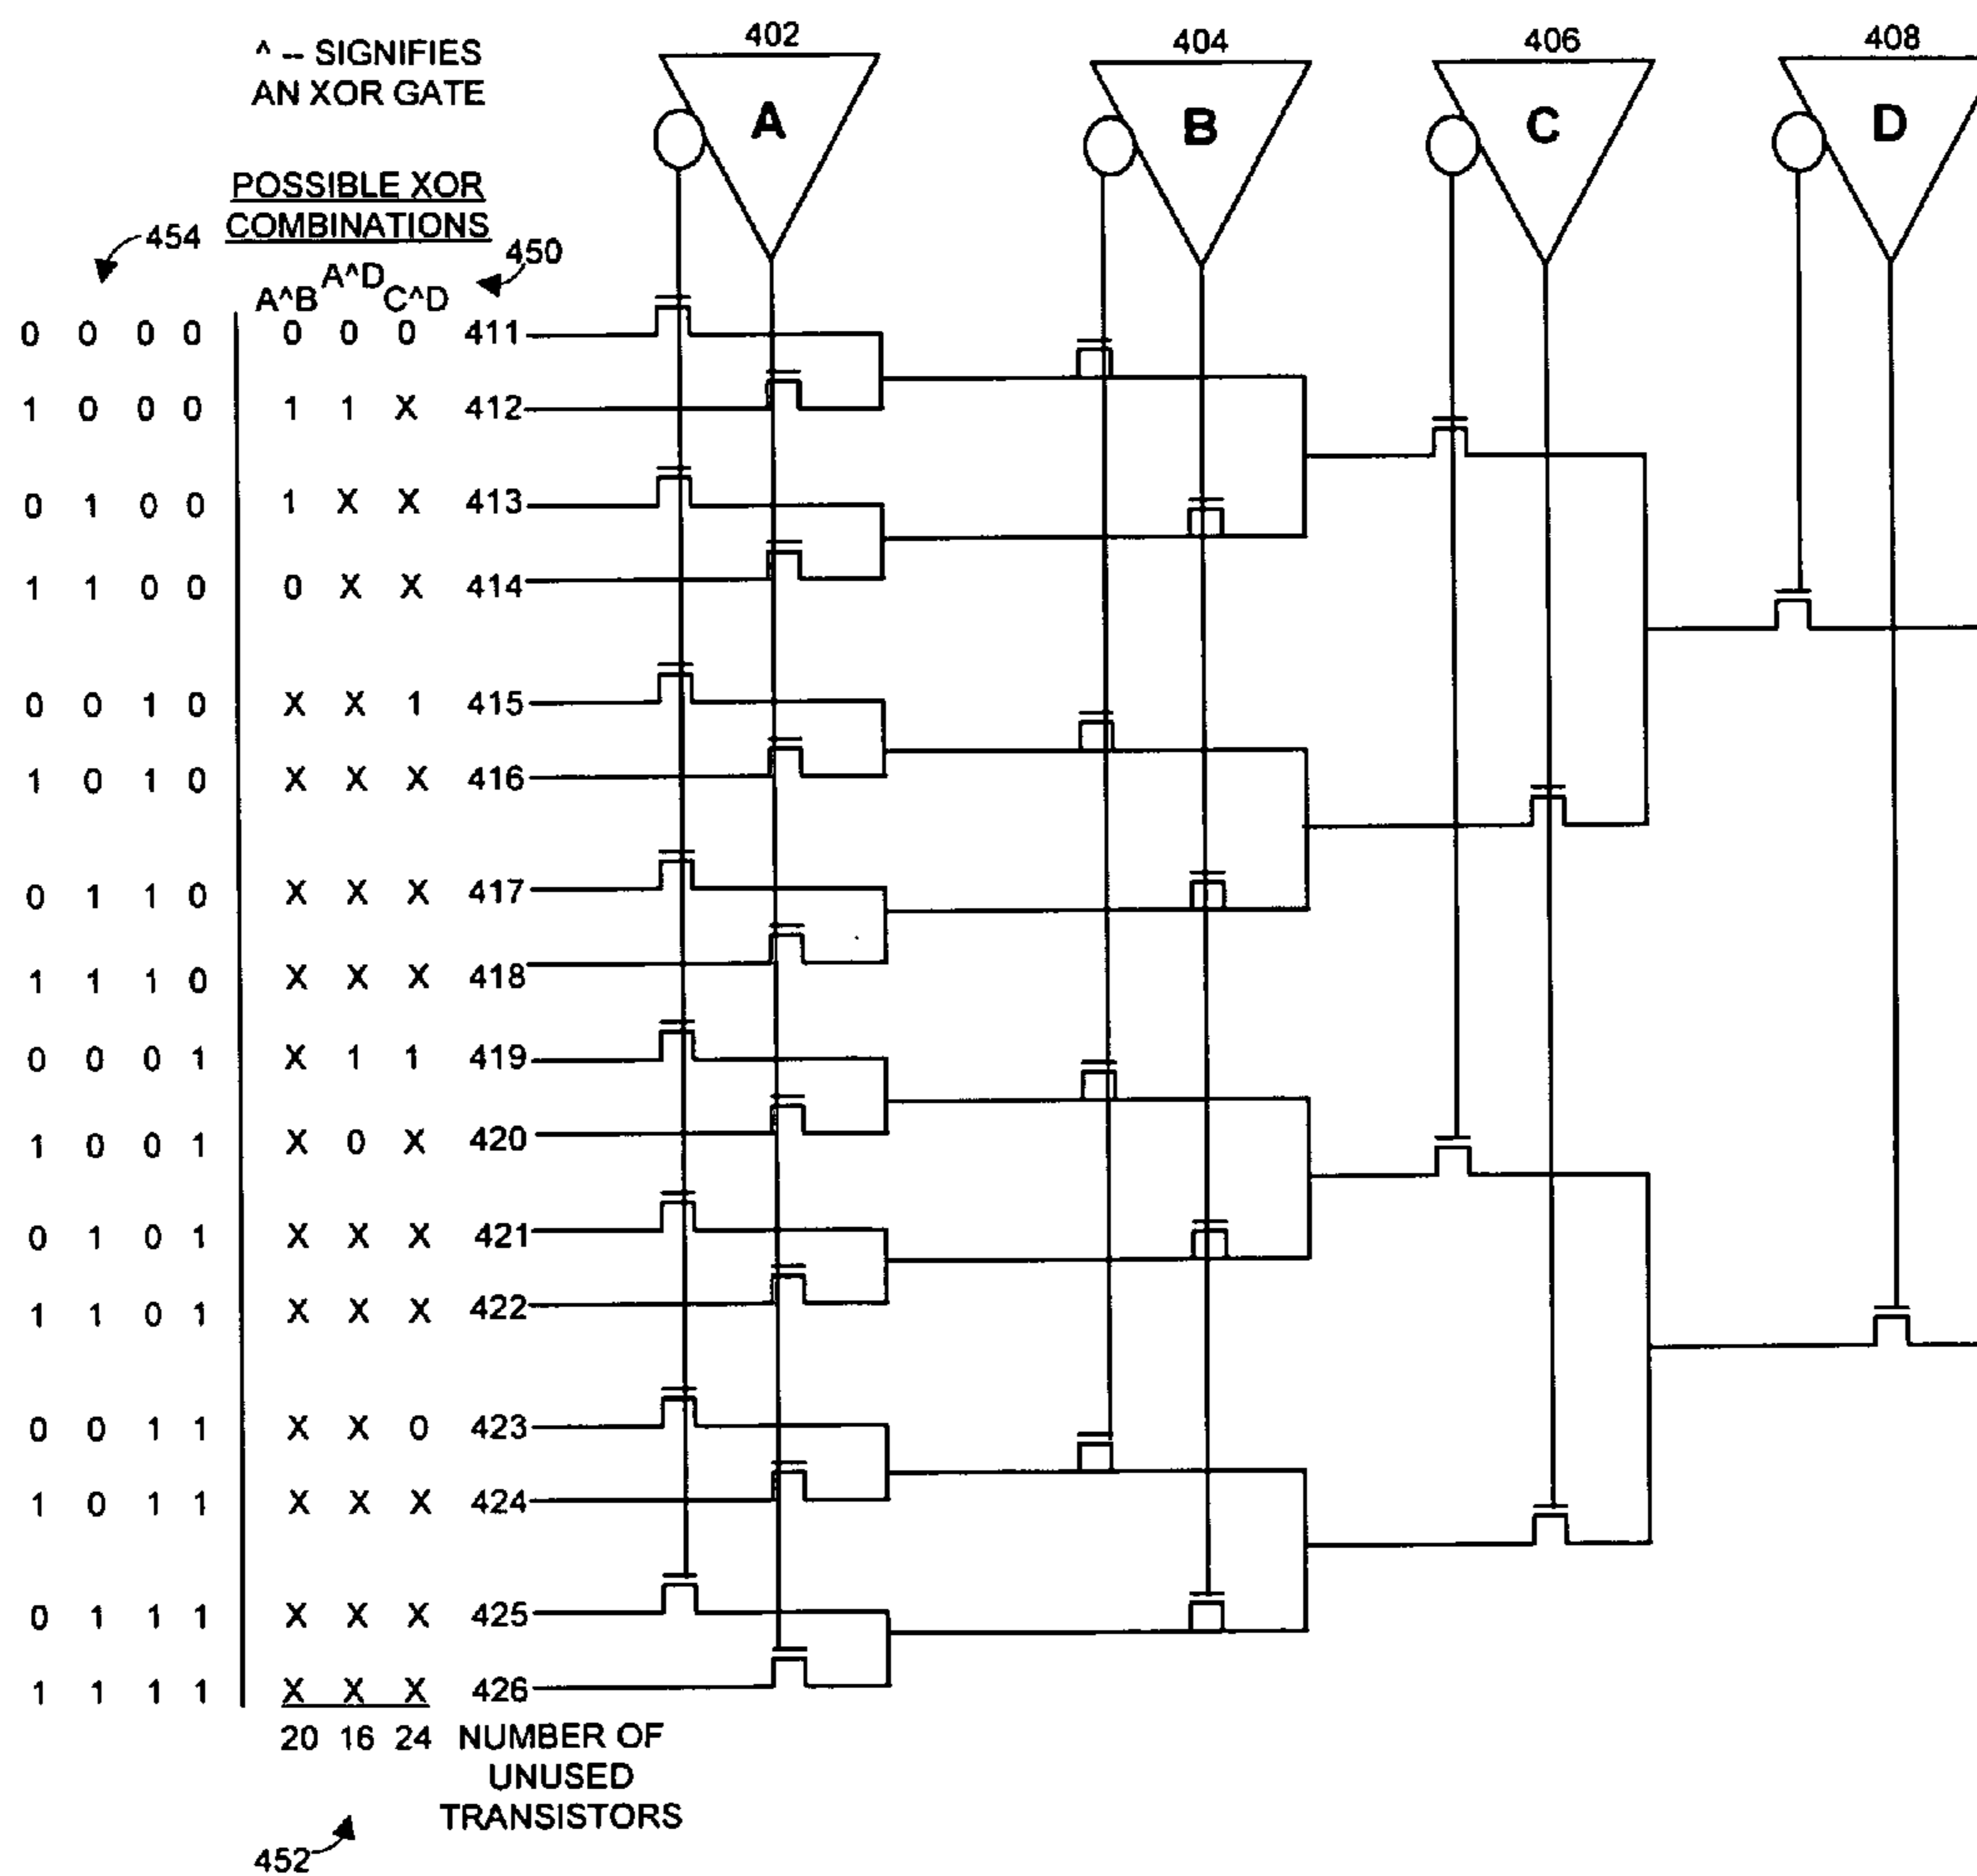 402
404
406
408
^ -- SIGNIFIES
AN XOR GATE
A
B
C
D
POSSIBLE XOR
COMBINATIONS
454
450
A^B A^D C^D
0 0 0 0 0 0 0 411
1 0 0 0 1 1 X 412
0 1 0 0 1 X X 413
1 1 0 0 0 X X 414
0 0 1 0 X X 1 415
1 0 1 0 X X X 416
0 1 1 0 X X X 417
1 1 1 0 X X X 418
0 0 0 1 X 1 1 419
1 0 0 1 X 0 X 420
0 1 0 1 X X X 421
1 1 0 1 X X X 422
0 0 1 1 X X 0 423
1 0 1 1 X X X 424
0 1 1 1 X X X 425
1 1 1 1 X X X 426
20 16 24 NUMBER OF
UNUSED
TRANSISTORS
452